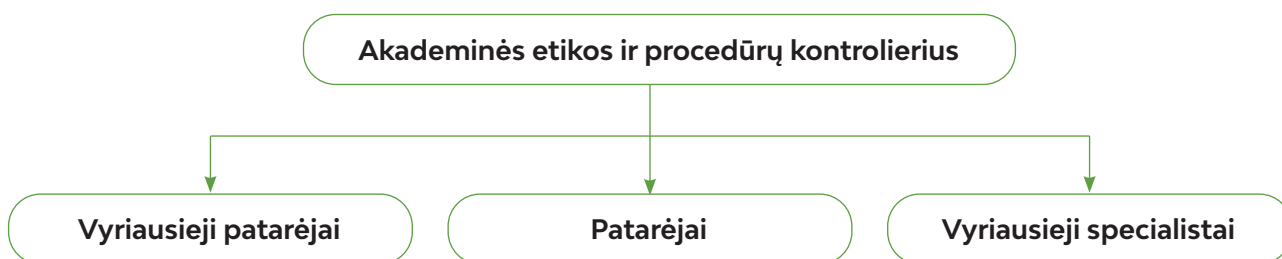 Akademinės etikos ir procedūrų kontrolierius
Vyriausieji patarėjai
Patarėjai
Vyriausieji specialistai